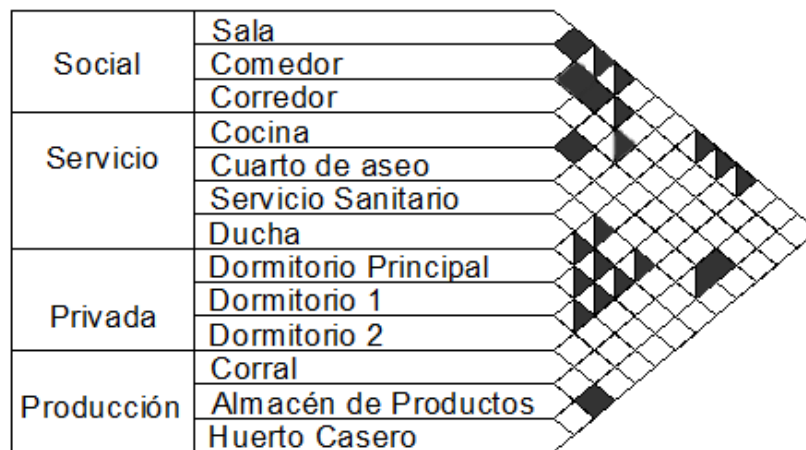 Social
Sala
Comedor
Corredor
Servicio
Cocina
Cuarto de aseo
Servicio Sanitario
Ducha
Privada
Dormitorio Principal
Dormitorio 1
Dormitorio 2
Producción
Corral
Almacén de Productos
Huerto Casero